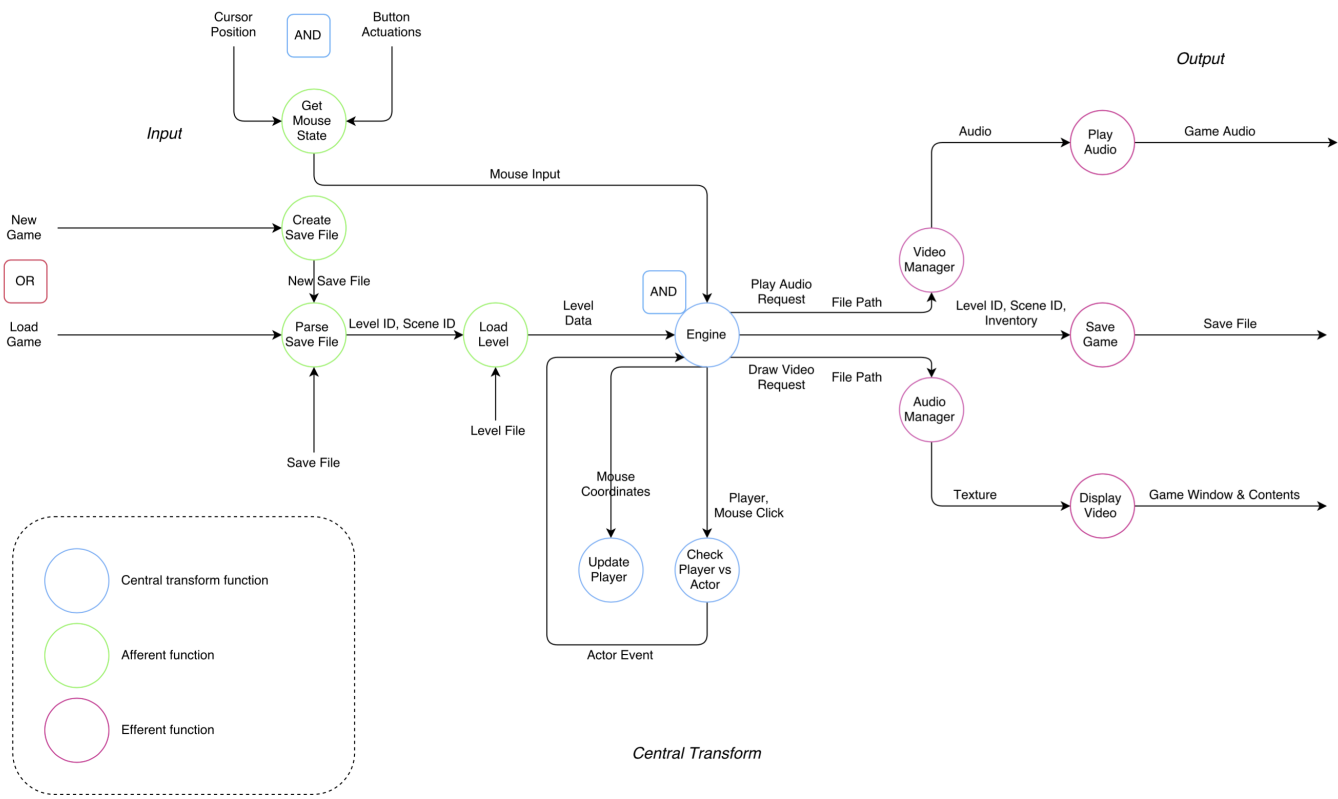 Cursor
Position
AND
Button
Actuations
Output
Input
Get
Mouse
State
Audio
Play
Audio
Game Audio
Mouse Input
New
Game
Create
Save File
Video
Manager
OR
New Save File
AND
Play Audio
Request
File Path
Load
Game
Parse
Save File
Level ID, Scene ID
Load
Level
Level
Data
Engine
Level ID, Scene ID,
Inventory
Save
Game
Save File
Draw Video
Request
File Path
Audio
Manager
Level File
Save File
Mouse
Coordinates
Player,
Mouse Click
Texture
Display
Video
Game Window & Contents
Update
Player
Check
Player vs
Actor
Actor Event
Central transform function
Afferent function
Efferent function
Central Transform